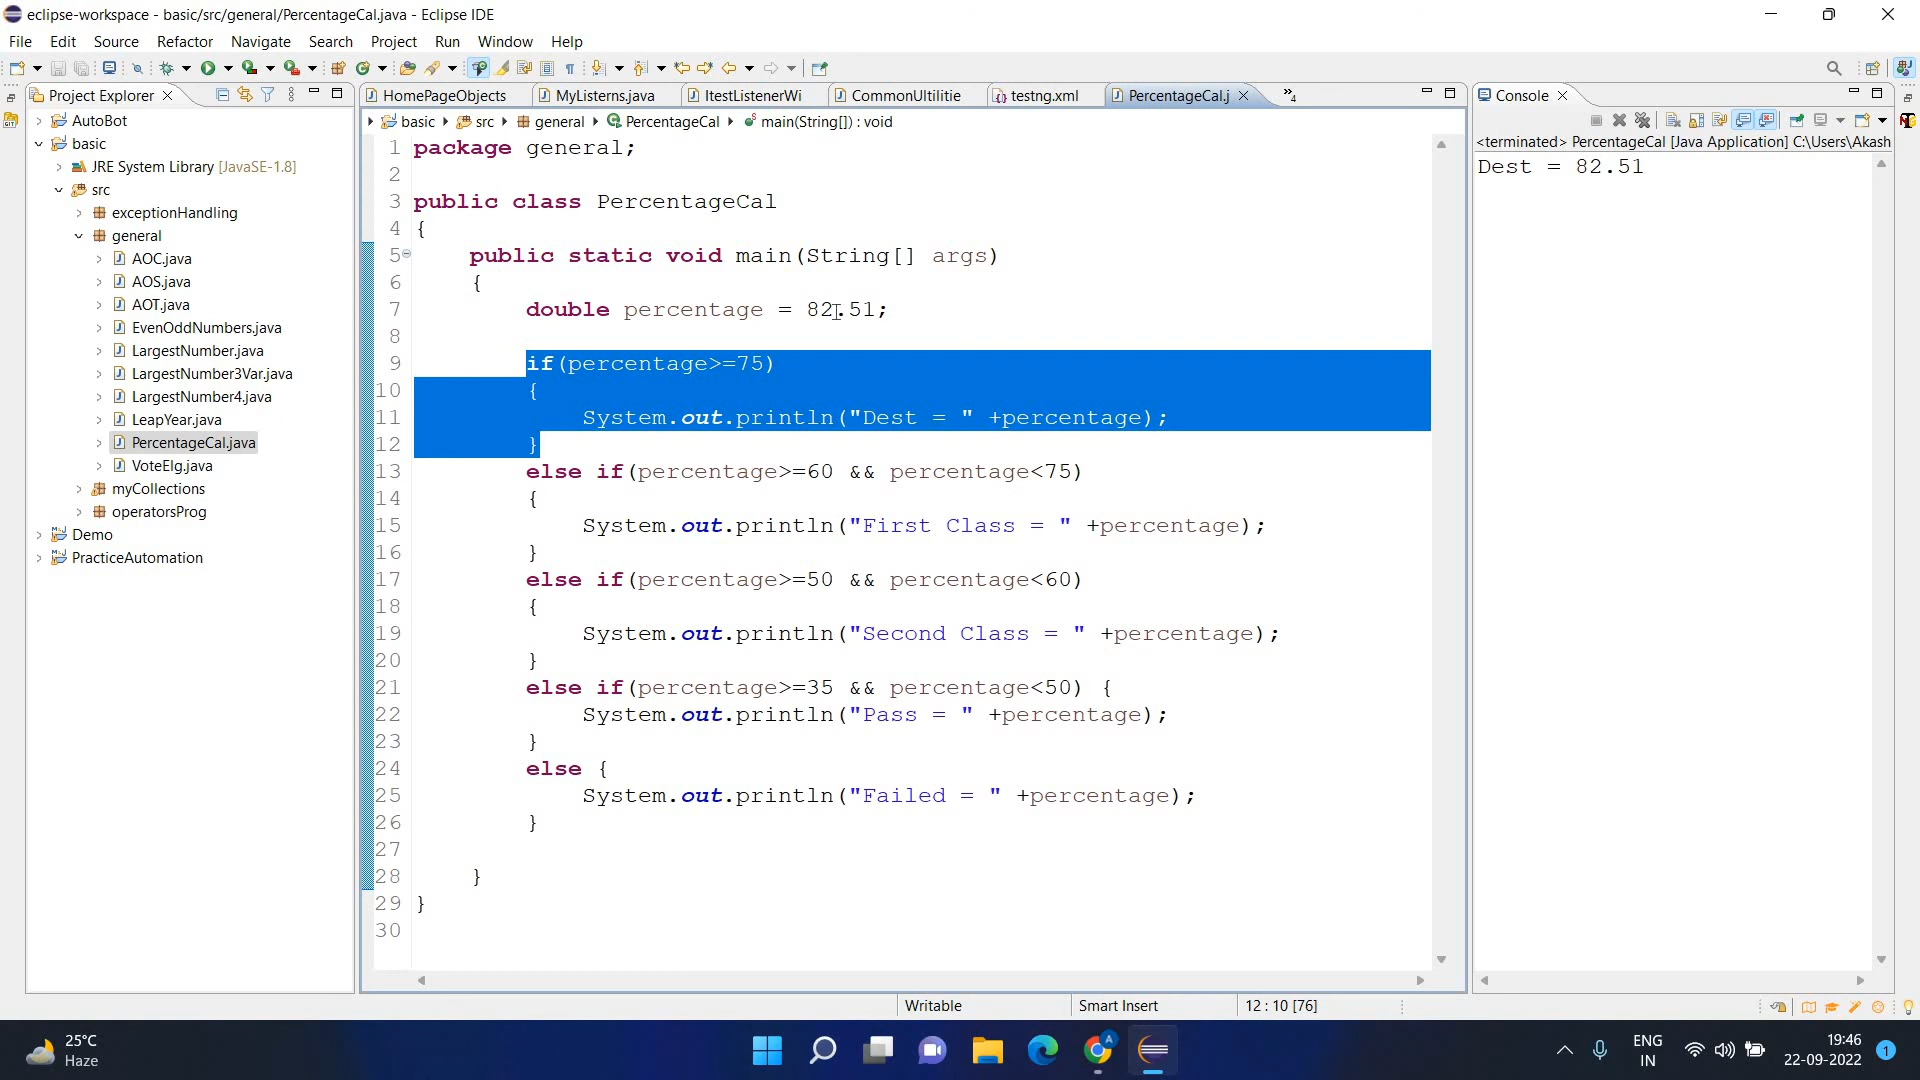 eclipse-workspace - basic/src/general/PercentageCal.java - Eclipse IDE
File Edit Source Refactor Navigate Search Project Run Window Help
Project Explorer
AutoBot
basic
JRE System Library [JavaSE-1.8]
src
exceptionHandling
general
AOC.java
AOS.java
AOT.java
EvenOddNumbers.java
LargestNumber.java
LargestNumber3Var.java
LargestNumber4.java
LeapYear.java
PercentageCal.java
VoteElg.java
myCollections
operatorsProg
Demo
PracticeAutomation
HomePageObjects MyListerns.java ItestListenerWi CommonUltilitie testng.xml PercentageCal.j »4
basic src general PercentageCal main(String[]) : void
1 package general;
2
3 public class PercentageCal
4 {
5 public static void main(String[] args)
6 {
7 double percentage = 82.51;
8
9 if(percentage>=75)
10 {
11 System.out.println("Dest = " +percentage);
12 }
13 else if(percentage>=60 && percentage<75)
14 {
15 System.out.println("First Class = " +percentage);
16 }
17 else if(percentage>=50 && percentage<60)
18 {
19 System.out.println("Second Class = " +percentage);
20 }
21 else if(percentage>=35 && percentage<50) {
22 System.out.println("Pass = " +percentage);
23 }
24 else {
25 System.out.println("Failed = " +percentage);
26 }
27
28 }
29 }
30
Console
<terminated> PercentageCal [Java Application] C:\Users\Akash
Dest = 82.51
Writable Smart Insert 12 : 10 [76]
25°C
Haze
ENG
IN
19:46
22-09-2022
1